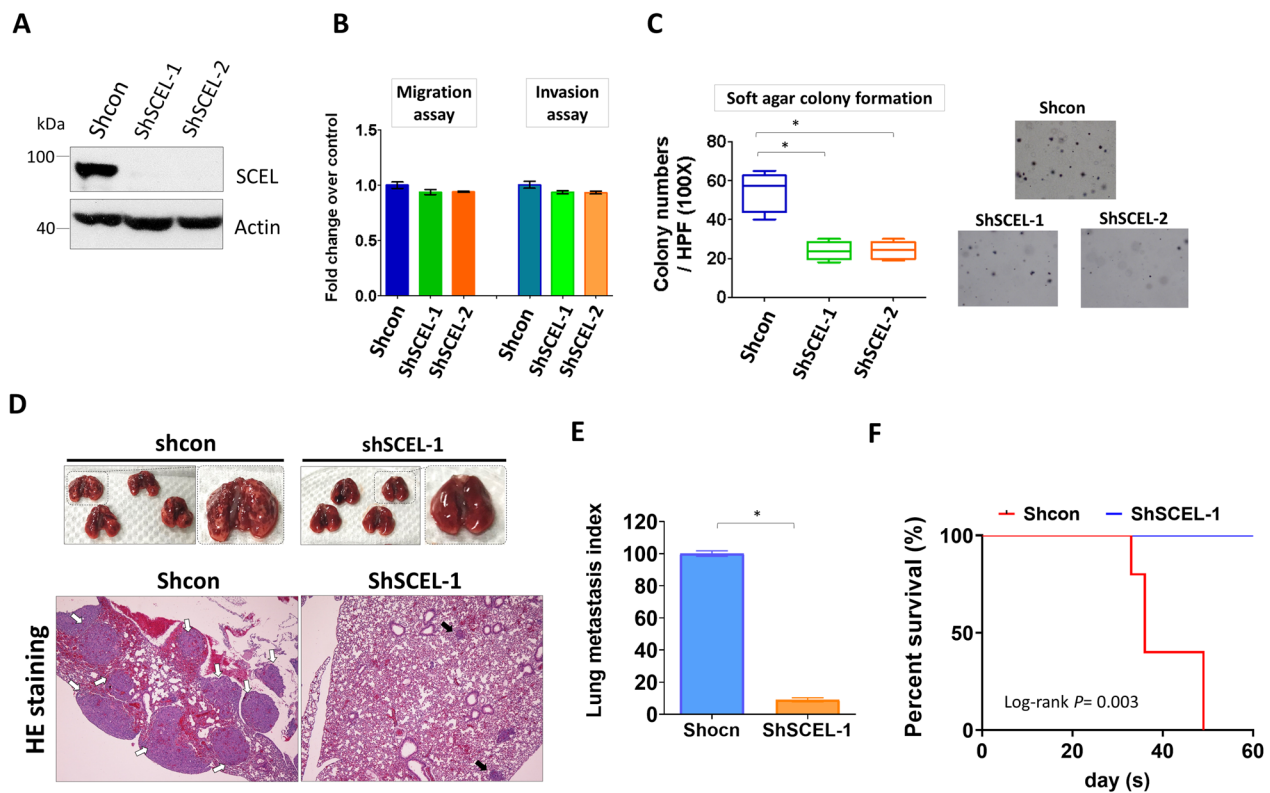 A
kDa
Shcon
ShSCEL-1
ShSCEL-2
100
SCEL
40
Actin
B
Migration
assay
Invasion
assay
Fold change over control
1.5
1.0
0.5
0.0
Shcon
ShSCEL-1
ShSCEL-2
Shcon
ShSCEL-1
ShSCEL-2
C
Soft agar colony formation
Colony numbers
/ HPF (100X)
80
60
40
20
0
*
*
Shcon
ShSCEL-1
ShSCEL-2
Shcon
ShSCEL-1
ShSCEL-2
D
shcon
shSCEL-1
Shcon
ShSCEL-1
HE staining
E
Lung metastasis index
120
100
80
60
40
20
0
*
Shocn
ShSCEL-1
F
Shcon
ShSCEL-1
Percent survival (%)
100
50
0
Log-rank P= 0.003
0
20
40
60
day (s)